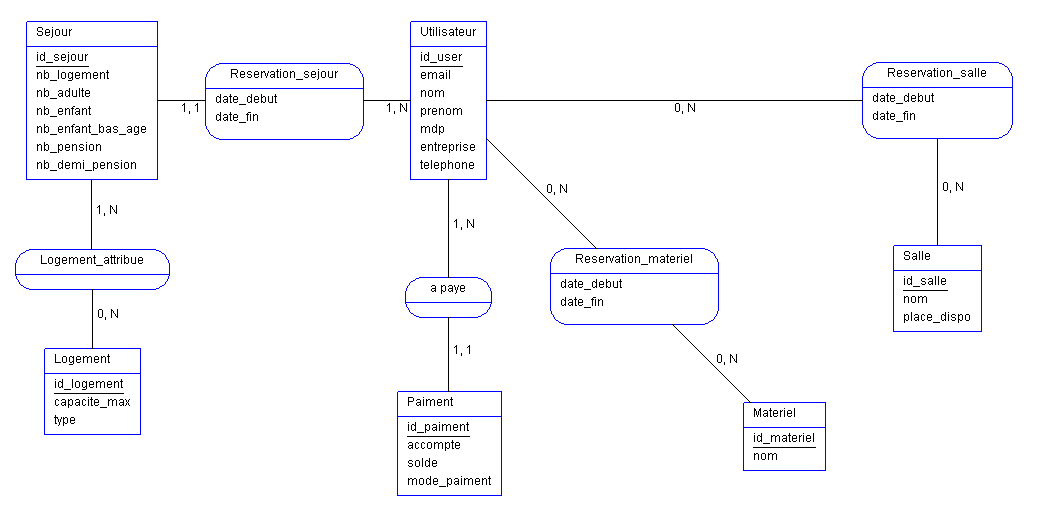 Sejour
id_sejour
nb_logement
nb_adulte
nb_enfant
nb_enfant_bas_age
nb_pension
nb_demi_pension
1, 1
Reservation_sejour
date_debut
date_fin
1, N
Utilisateur
id_user
email
nom
prenom
mdp
entreprise
telephone
0, N
Reservation_salle
date_debut
date_fin
1, N
Logement_attribue
0, N
Logement
id_logement
capacite_max
type
1, N
a paye
1, 1
Paiment
id_paiment
accompte
solde
mode_paiment
0, N
Reservation_materiel
date_debut
date_fin
0, N
Materiel
id_materiel
nom
0, N
Salle
id_salle
nom
place_dispo